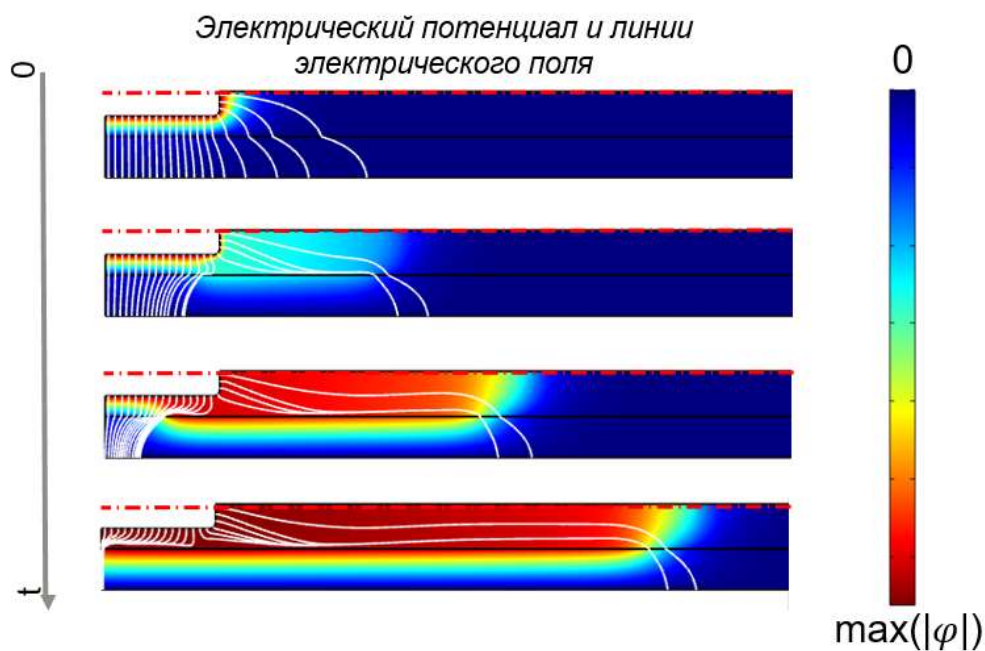 Электрический потенциал и линии
электрического поля
0
t
0
max(|φ|)